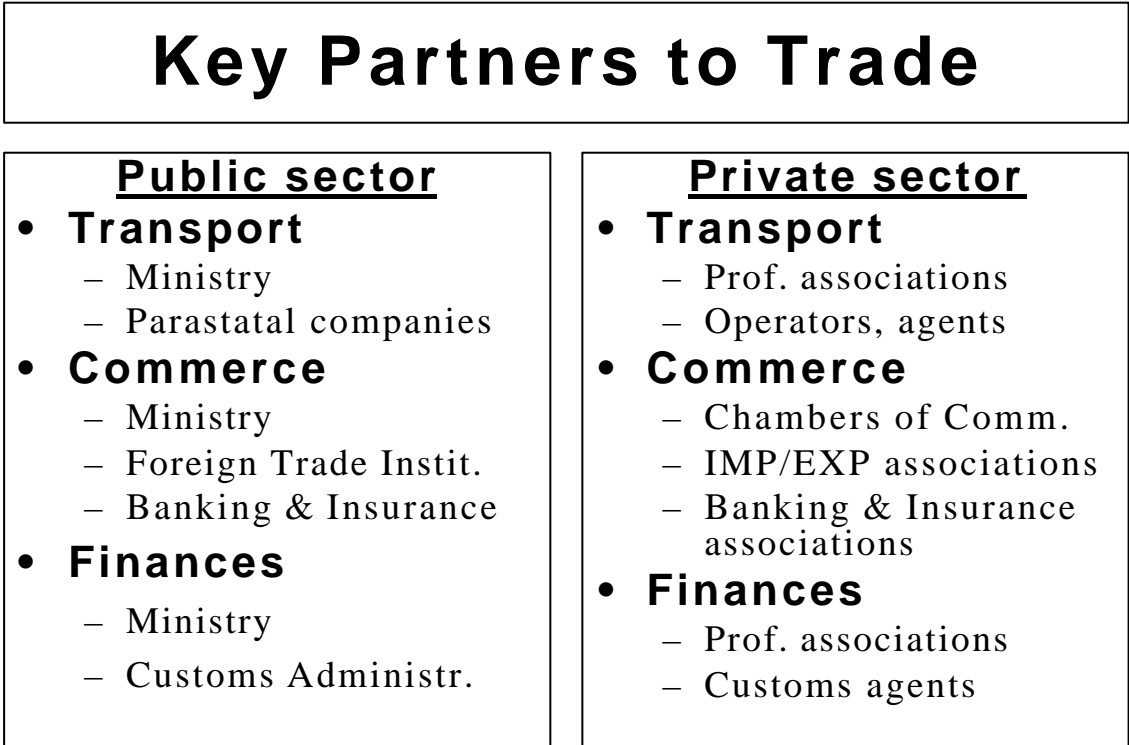 Key Partners to Trade
Public sector
• Transport
– Ministry
– Parastatal companies
• Commerce
– Ministry
– Foreign Trade Instit.
– Banking & Insurance
• Finances
– Ministry
– Customs Administr.
Private sector
• Transport
– Prof. associations
– Operators, agents
• Commerce
– Chambers of Comm.
– IMP/EXP associations
– Banking & Insurance
associations
• Finances
– Prof. associations
– Customs agents